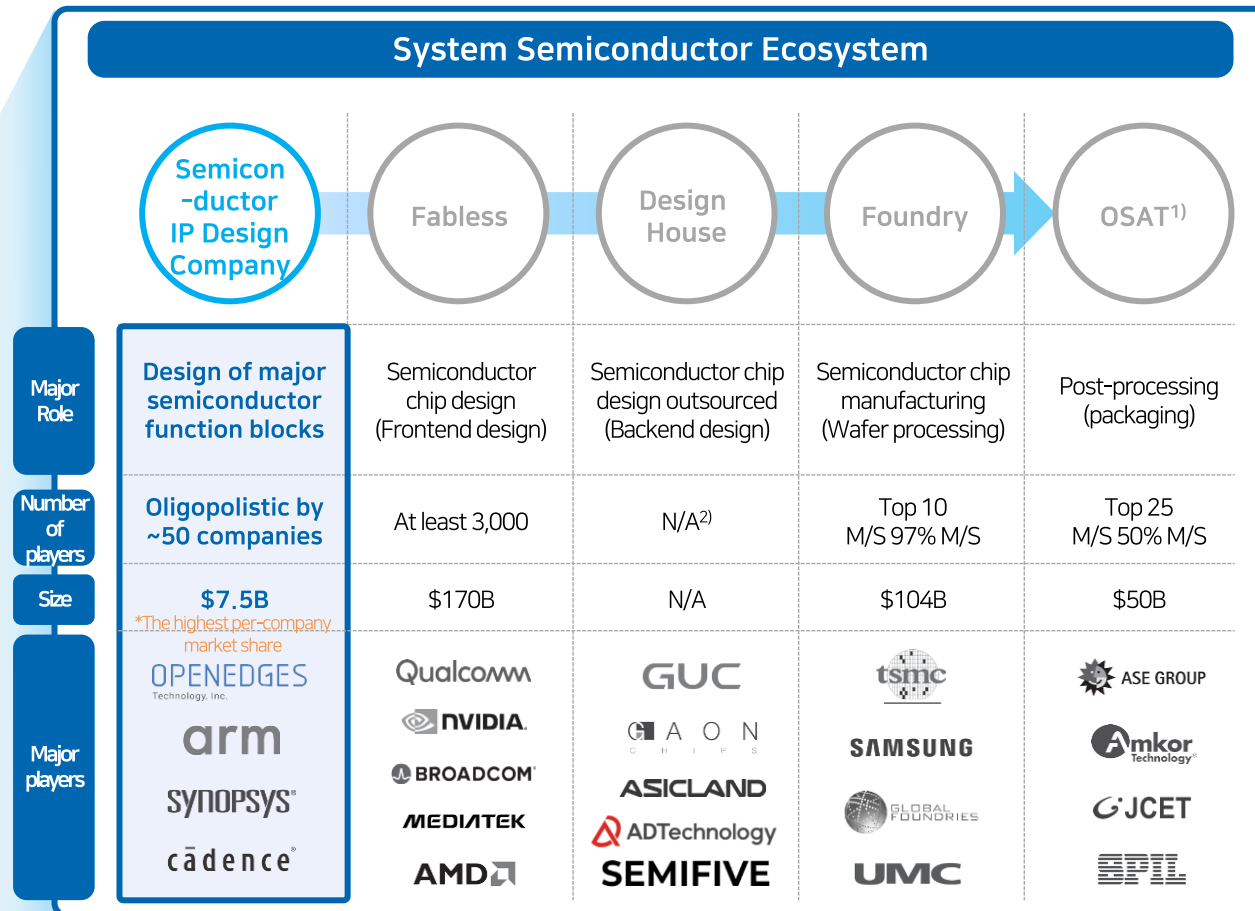 System Semiconductor Ecosystem
Semicon
-ductor
IP Design
Company
Fabless
Design
House
Foundry
OSAT1)
Major
Role
Design of major
semiconductor
function blocks
Semiconductor
chip design
(Frontend design)
Semiconductor chip
design outsourced
(Backend design)
Semiconductor chip
manufacturing
(Wafer processing)
Post-processing
(packaging)
Number
of
players
Oligopolistic by
~50 companies
At least 3,000
N/A2)
Top 10
M/S 97% M/S
Top 25
M/S 50% M/S
Size
$7.5B
*The highest per-company
market share
$170B
N/A
$104B
$50B
Major
players
OPENEDGES
Technology, Inc.
arm
SYNOPSYS®
cādence®
Qualcomm
NVIDIA.
BROADCOM®
MEDIATEK
AMD
GUC
GAON
CHIPS
ASICLAND
ADTechnology
SEMIFIVE
tsmc
SAMSUNG
GLOBAL
FOUNDRIES
UMC
ASE GROUP
Amkor
Technology®
JCET
SPIL